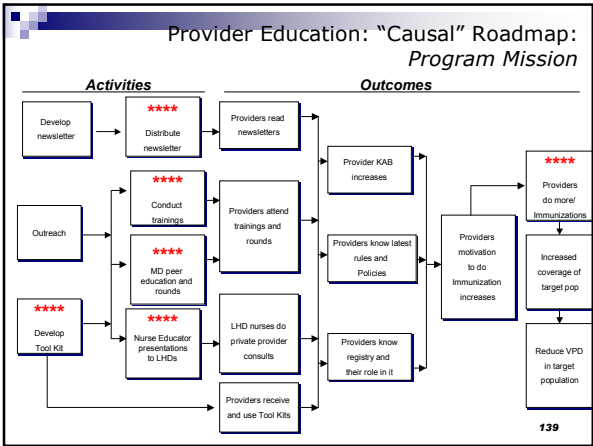 Provider Education: “Causal” Roadmap:
Program Mission
Activities
Outcomes
Develop
newsletter
****
Distribute
newsletter
Providers read
newsletters
Outreach
****
Conduct
trainings
****
MD peer
education and
rounds
Providers attend
trainings and
rounds
****
Develop
Tool Kit
****
Nurse Educator
presentations
to LHDs
LHD nurses do
private provider
consults
Providers receive
and use Tool Kits
Provider KAB
increases
Providers know latest
rules and
Policies
Providers know
registry and
their role in it
Providers
motivation
to do
Immunization
increases
****
Providers
do more/
Immunizations
Increased
coverage of
target pop
Reduce VPD
in target
population
139